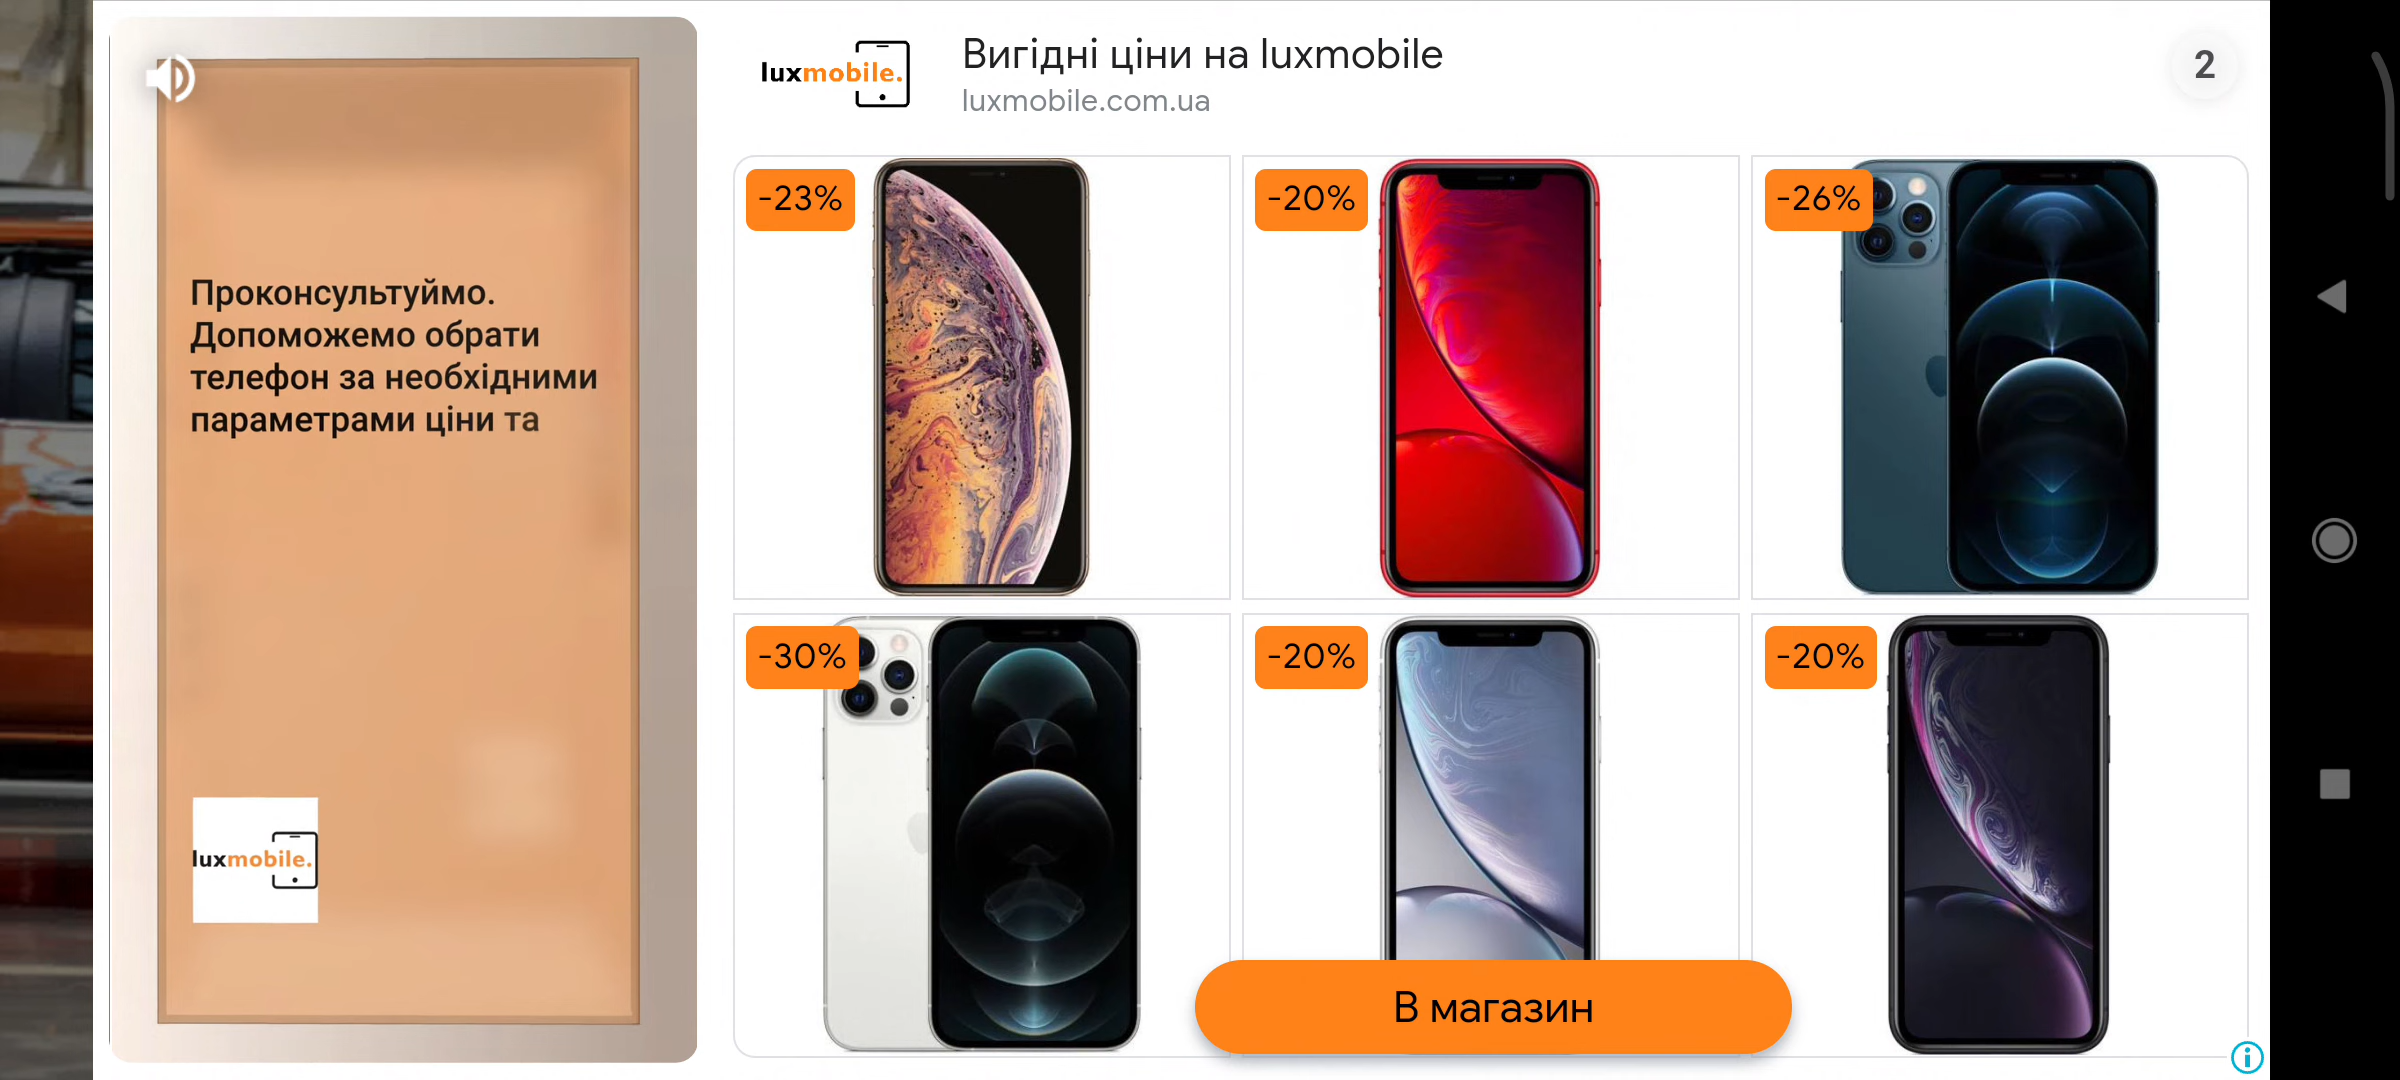 Проконсультуймо.
Допоможемо обрати
телефон за необхідними
параметрами ціни та
luxmobile.
luxmobile.
Вигідні ціни на luxmobile
luxmobile.com.ua
2
-23%
-20%
-26%
-30%
-20%
-20%
В магазин